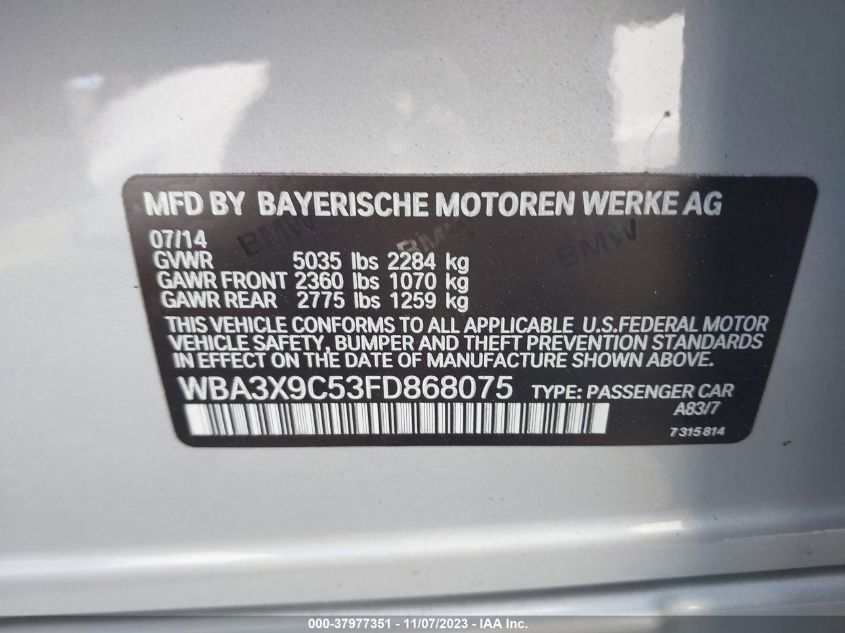 MFD BY BAYERISCHE MOTOREN WERKE AG
07/14
GVWR 5035 lbs 2284 kg
GAWR FRONT 2360 lbs 1070 kg
GAWR REAR 2775 lbs 1259 kg
BMW BMW BMW
THIS VEHICLE CONFORMS TO ALL APPLICABLE U.S.FEDERAL MOTOR
VEHICLE SAFETY, BUMPER AND THEFT PREVENTION STANDARDS
IN EFFECT ON THE DATE OF MANUFACTURE SHOWN ABOVE.
WBA3X9C53FD868075 TYPE: PASSENGER CAR
A83/7
7315814
000-37977351 - 11/07/2023 - IAA Inc.